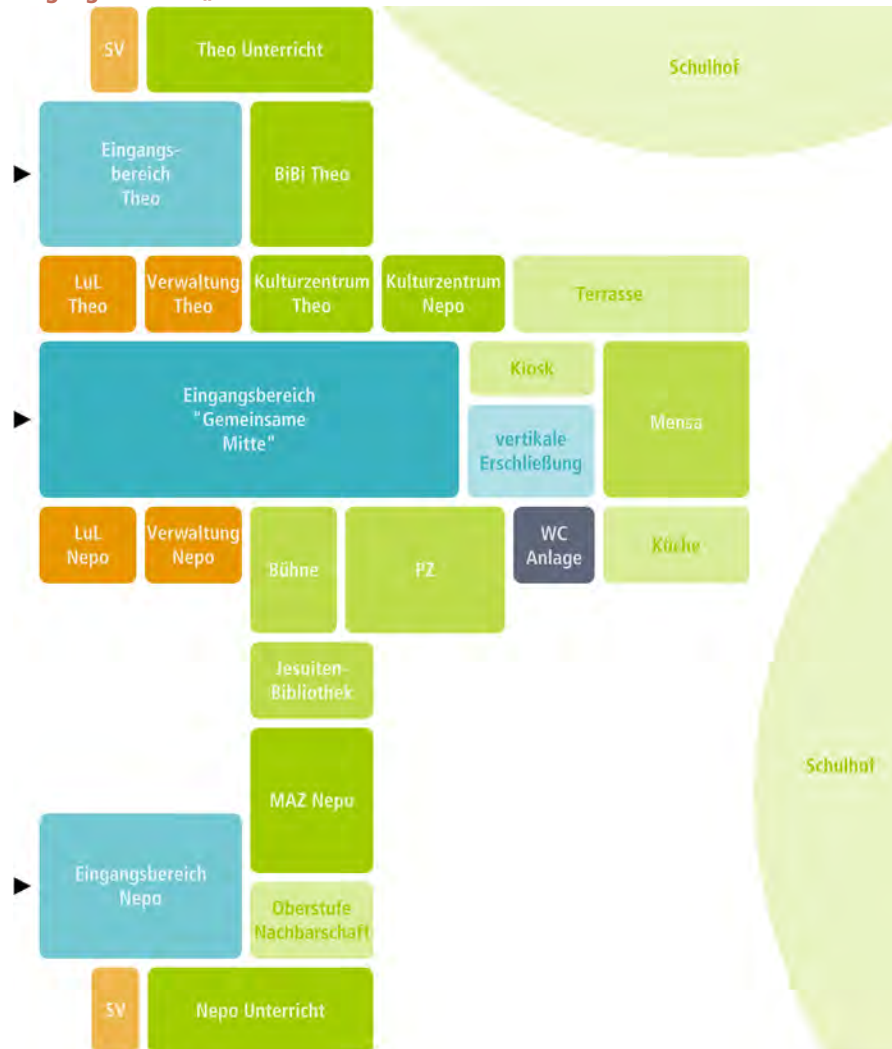 SV
Theo Unterricht
Schulhof
Eingangs-
bereich
Theo
BiBi Theo
LuL
Theo
Verwaltung
Theo
Kulturzentrum
Theo
Kulturzentrum
Nepo
Terrasse
Eingangsbereich
"Gemeinsame
Mitte"
Kiosk
vertikale
Erschließung
Mensa
LuL
Nepo
Verwaltung
Nepo
Bühne
PZ
WC
Anlage
Küche
Jesuiten-
Bibliothek
MAZ Nepo
Schulhof
Eingangsbereich
Nepo
Oberstufe
Nachbarschaft
SV
Nepo Unterricht